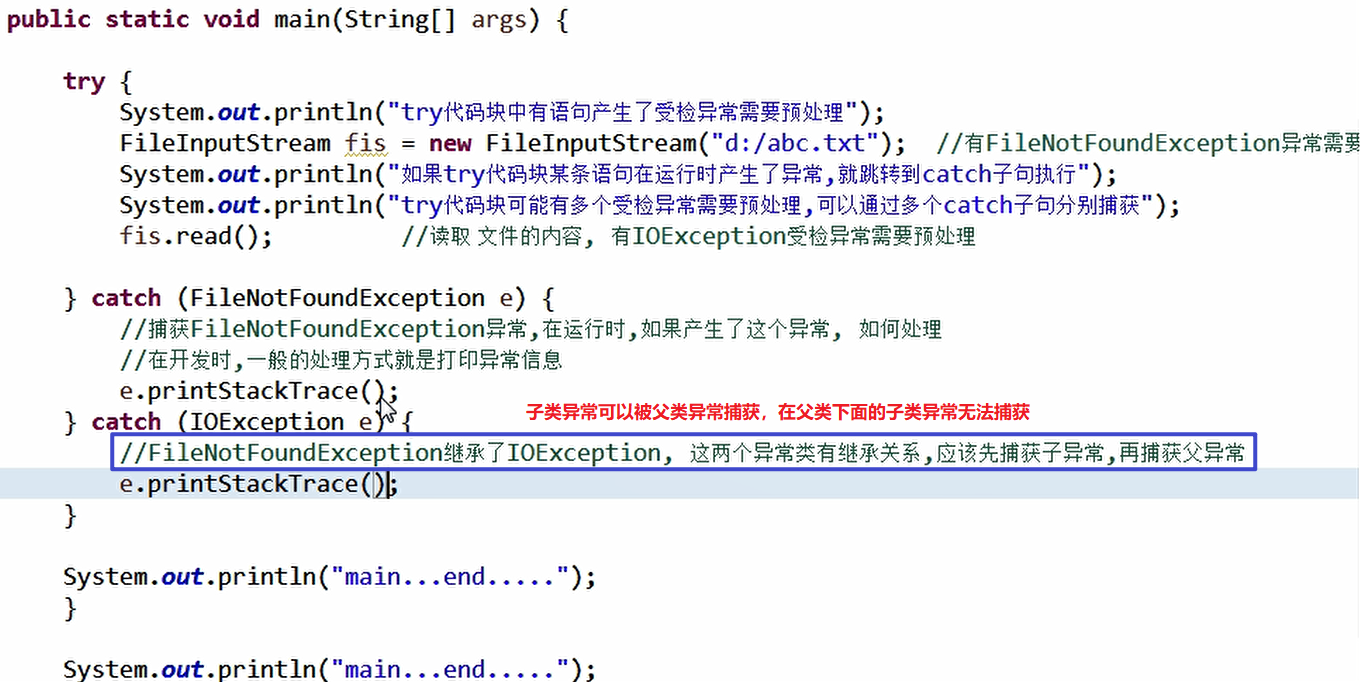 public static void main(String[] args) {
try {
System.out.println("try代码块中有语句产生了受检异常需要预处理");
FileInputStream fis = new FileInputStream("d:/abc.txt");  //有FileNotFoundException异常需要
System.out.println("如果try代码块某条语句在运行时产生了异常,就跳转到catch子句执行");
System.out.println("try代码块可能有多个受检异常需要预处理,可以通过多个catch子句分别捕获");
fis.read();         //读取 文件的内容, 有IOException受检异常需要预处理
} catch (FileNotFoundException e) {
//捕获FileNotFoundException异常,在运行时,如果产生了这个异常, 如何处理
//在开发时,一般的处理方式就是打印异常信息
e.printStackTrace();
子类异常可以被父类异常捕获，在父类下面的子类异常无法捕获
} catch (IOException e) {
//FileNotFoundException继承了IOException, 这两个异常类有继承关系,应该先捕获子异常,再捕获父异常
e.printStackTrace();
}
System.out.println("main...end.....");
}
System.out.println("main...end.....");